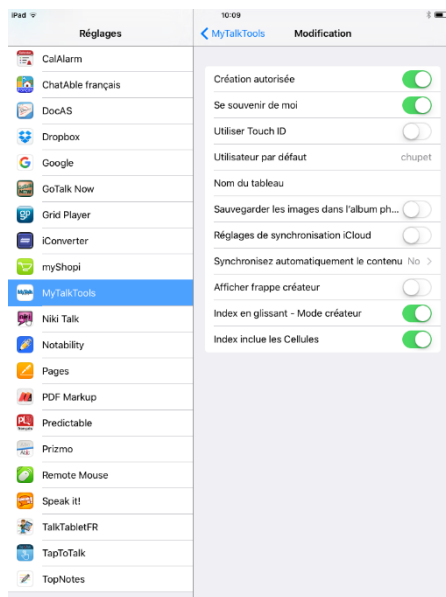 iPad 10:09
Réglages
MyTalkTools Modification
CalAlarm
ChatAble français
DocAS
Dropbox
Google
GoTalk Now
Grid Player
iConverter
myShopi
MyTalkTools
Niki Talk
Notability
Pages
PDF Markup
Predictable
Prizmo
Remote Mouse
Speak it!
TalkTabletFR
TapToTalk
TopNotes
Création autorisée
Se souvenir de moi
Utiliser Touch ID
Utilisateur par défaut chupet
Nom du tableau
Sauvegarder les images dans l'album ph...
Réglages de synchronisation iCloud
Synchronisez automatiquement le contenu No
Afficher frappe créateur
Index en glissant - Mode créateur
Index inclue les Cellules